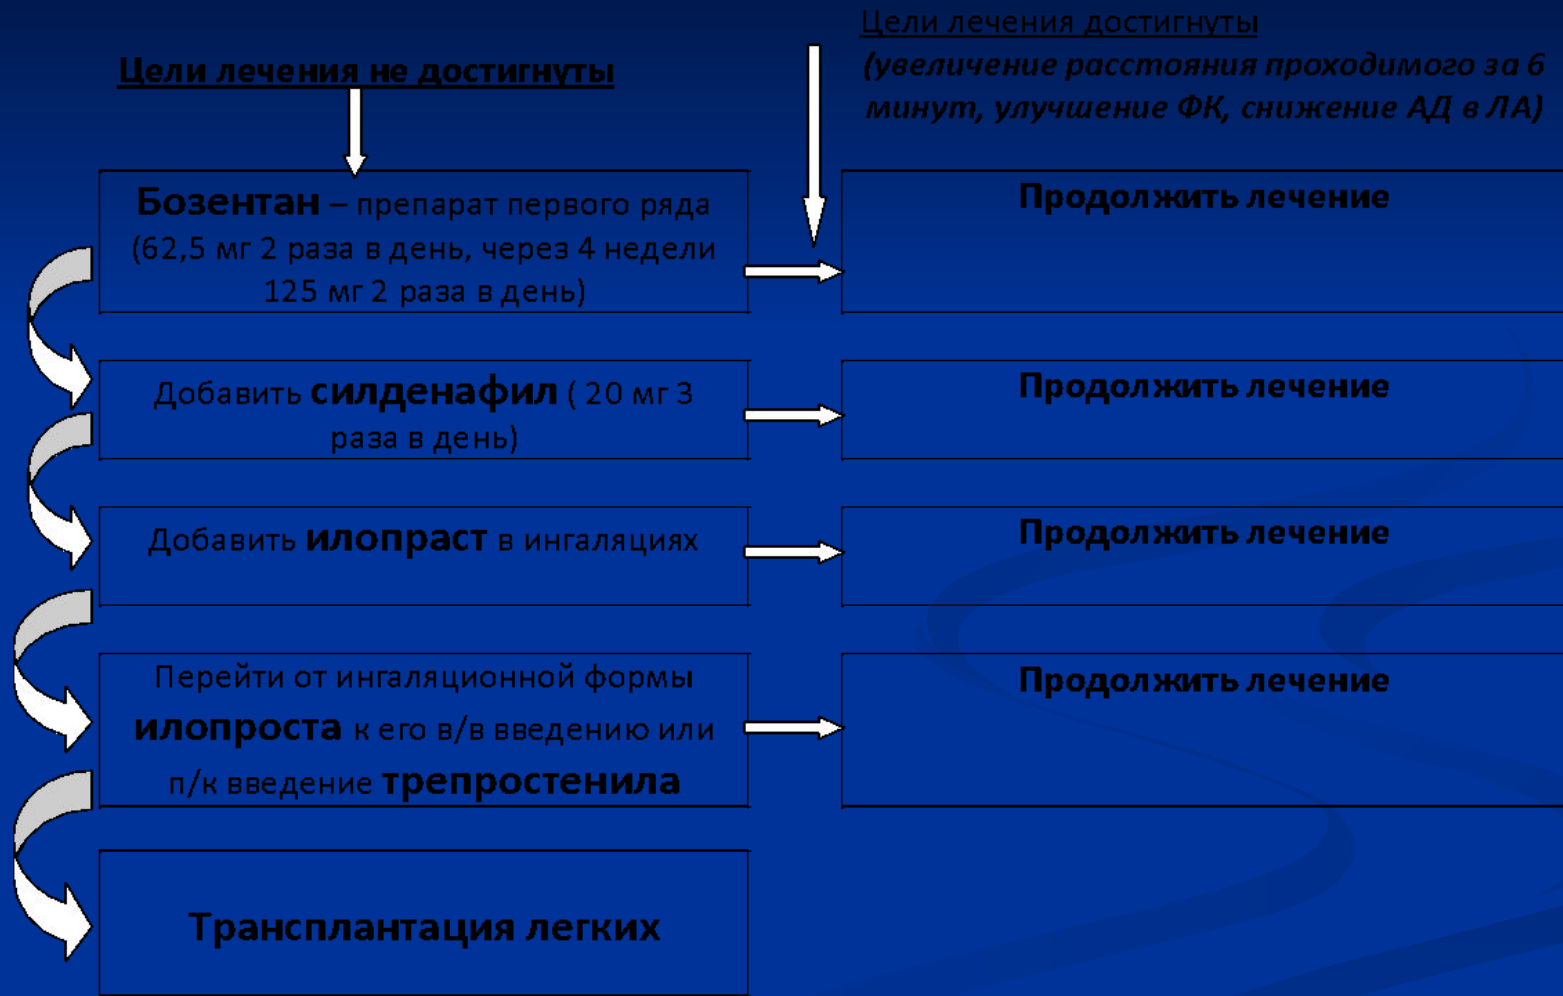 Цели лечения не достигнуты
Цели лечения достигнуты
(увеличение расстояния проходимого за 6
минут, улучшение ФК, снижение АД в ЛА)
Бозентан – препарат первого ряда
(62,5 мг 2 раза в день, через 4 недели
125 мг 2 раза в день)
Продолжить лечение
Добавить силденафил ( 20 мг 3
раза в день)
Продолжить лечение
Добавить илопраст в ингаляциях
Продолжить лечение
Перейти от ингаляционной формы
илопроста к его в/в введению или
п/к введение трепростенила
Продолжить лечение
Трансплантация легких